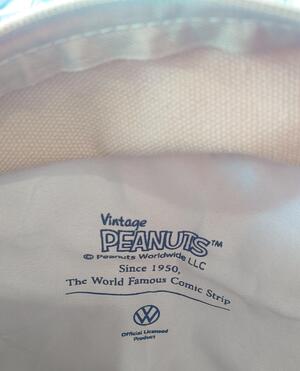 Vintage
PEANUTS™
© Peanuts Worldwide LLC
Since 1950,
The World Famous Comic Strip
Official Licensed
Product